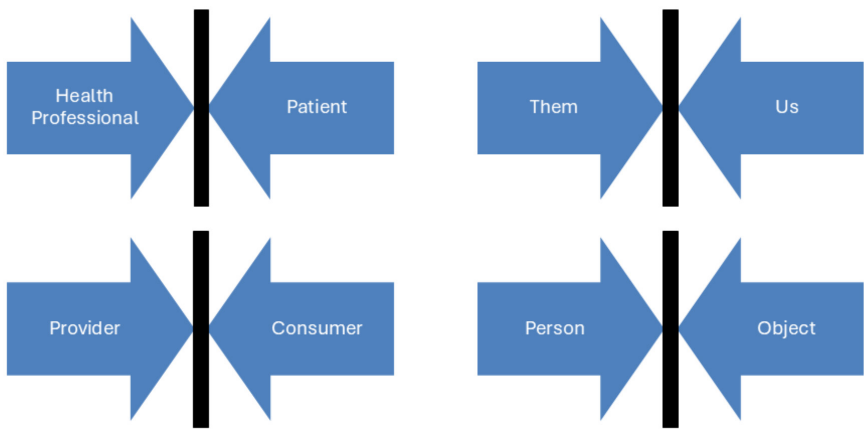 Health
Professional
Patient
Them
Us
Provider
Consumer
Person
Object